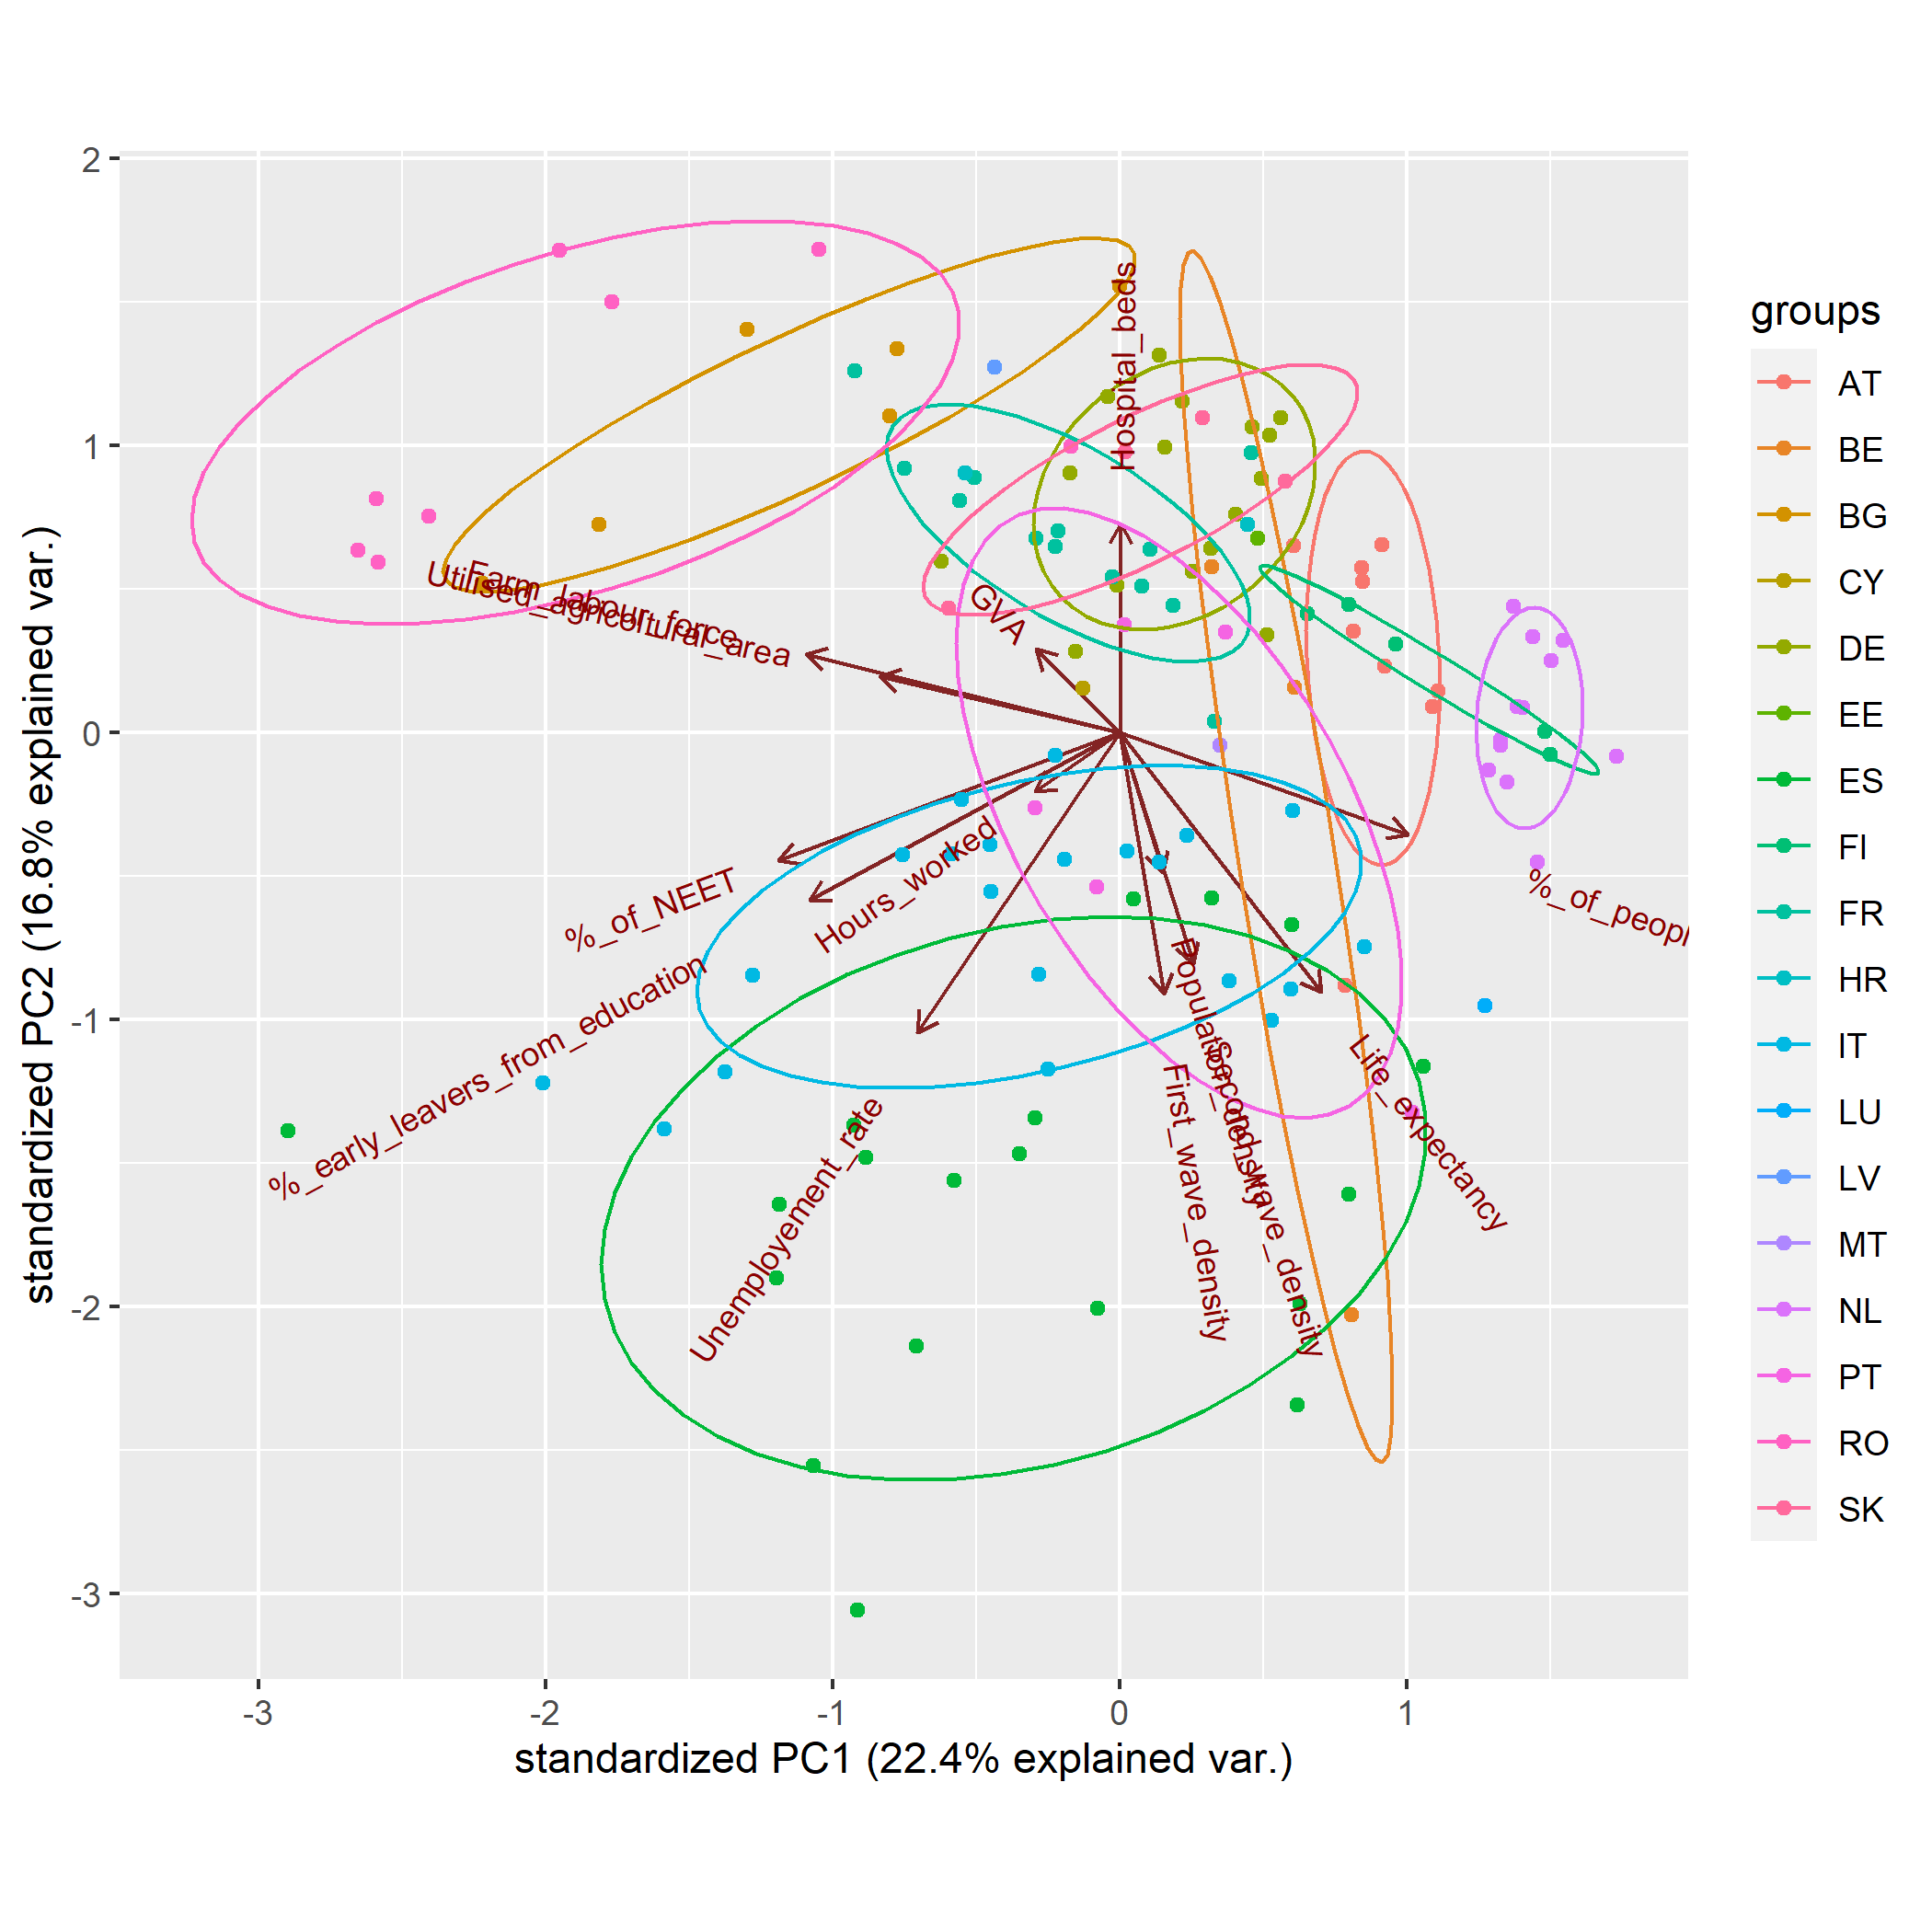 2
1
0
-1
-2
-3
-3
-2
-1
0
1
standardized PC2 (16.8% explained var.)
standardized PC1 (22.4% explained var.)
Hospital_beds
Farm_labour_force
Utilised_agricoltural_area
GVA
%_of_NEET
Hours_worked
%_early_leavers_from_education
Unemployement_rate
%_of_peopl
Population_density
Second_wave_density
First_wave_density
Life_expectancy
groups
AT
BE
BG
CY
DE
EE
ES
FI
FR
HR
IT
LU
LV
MT
NL
PT
RO
SK